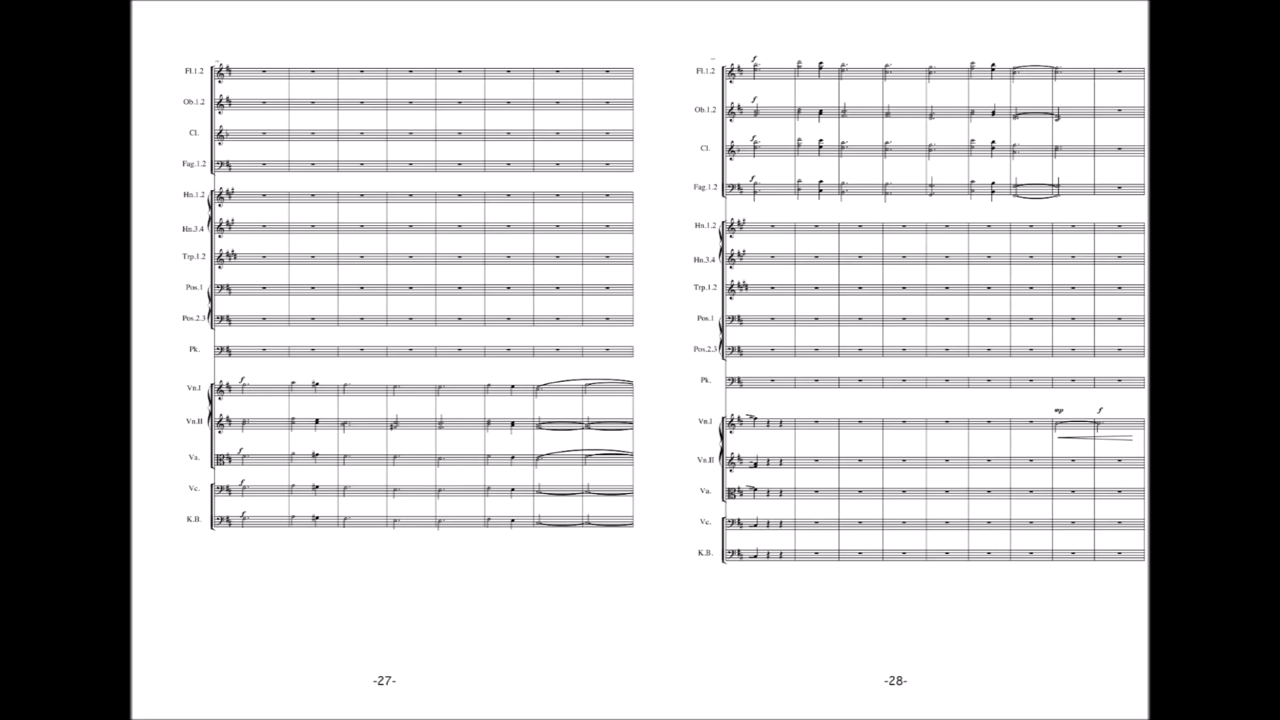 Fl.1.2
Ob.1.2
Cl.
Fag.1.2
Hn.1.2
Hn.3.4
Trp.1.2
Pos.1
Pos.2.3
Pk.
f
Vn.I
Vn.II
f
Va.
f
Vc.
f
K.B.
-27-
f
Fl.1.2
f
Ob.1.2
f
Cl.
f
Fag.1.2
Hn.1.2
Hn.3.4
Trp.1.2
Pos.1
Pos.2.3
Pk.
mp f
Vn.I
Vn.II
Va.
Vc.
K.B.
-28-